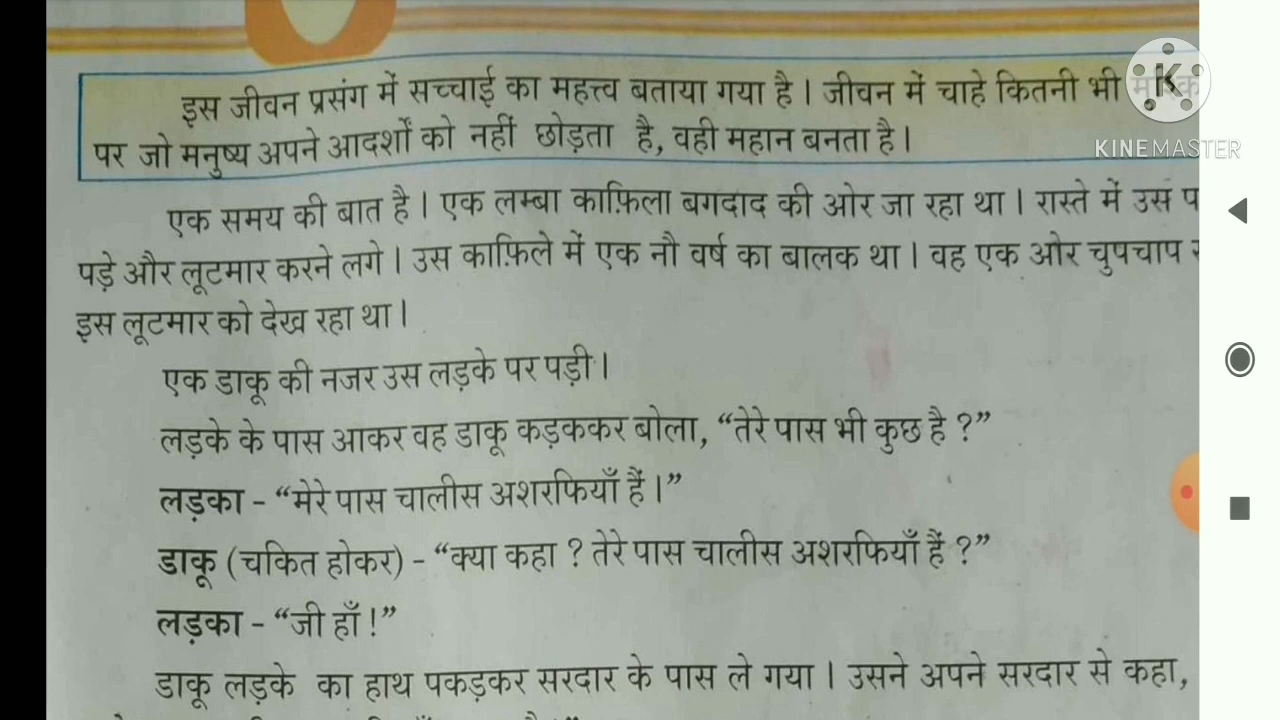 इस जीवन प्रसंग में सच्चाई का महत्त्व बताया गया है। जीवन में चाहे कितनी भी
पर जो मनुष्य अपने आदर्शों को नहीं छोड़ता है, वही महान बनता है।
K
KINEMASTER
एक समय की बात है। एक लम्बा काफ़िला बगदाद की ओर जा रहा था। रास्ते में उस
पड़े और लूटमार करने लगे। उस काफ़िले में एक नौ वर्ष का बालक था। वह एक ओर चुपचाप
इस लूटमार को देख रहा था।
एक डाकू की नजर उस लड़के पर पड़ी।
लड़के के पास आकर वह डाकू कड़ककर बोला, “तेरे पास भी कुछ है ?”
लड़का - “मेरे पास चालीस अशरफियाँ हैं।”
डाकू (चकित होकर) - “क्या कहा ? तेरे पास चालीस अशरफियाँ हैं ?”
लड़का - “जी हाँ !”
डाकू लड़के का हाथ पकड़कर सरदार के पास ले गया। उसने अपने सरदार से कहा,